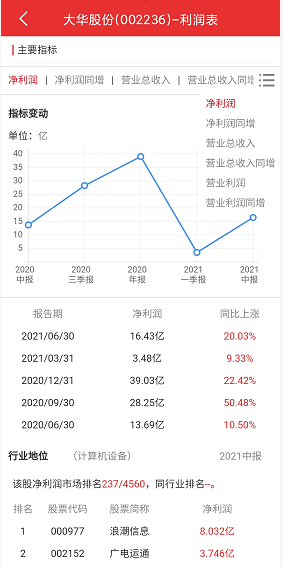 大华股份(002236)-利润表
主要指标
净利润 | 净利润同增 | 营业总收入 | 营业总收入同增
净利润
净利润同增
营业总收入
营业总收入同增
营业利润
营业利润同增
指标变动
单位：亿
40
35
30
25
20
15
10
5
2020 2020 2020 2021 2021
中报 三季报 年报 一季报 中报
报告期 净利润 同比上涨
2021/06/30 16.43亿 20.03%
2021/03/31 3.48亿 9.33%
2020/12/31 39.03亿 22.42%
2020/09/30 28.25亿 50.48%
2020/06/30 13.69亿 10.50%
行业地位 （计算机设备） 2021中报
该股净利润市场排名237/4560，同行业排名--。
排名 股票代码 股票简称 净利润
1 000977 浪潮信息 8.032亿
2 002152 广电运通 3.746亿